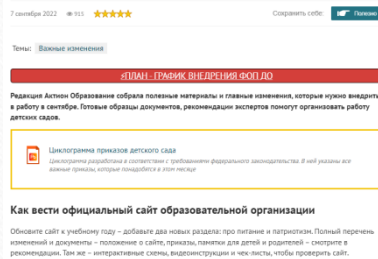 7 сентября 2022 915
Сохранить себе: Полезно
Темы: Важные изменения
⚡ПЛАН - ГРАФИК ВНЕДРЕНИЯ ФОП ДО
Редакция Актион Образование собрала полезные материалы и главные изменения, которые нужно внедрить
в работу в сентябре. Готовые образцы документов, рекомендации экспертов помогут организовать работу
детских садов.
Циклограмма приказов детского сада
Циклограмма разработана в соответствии с требованиями федерального законодательства. В ней указаны все
важные приказы, которые понадобятся в этом месяце
Как вести официальный сайт образовательной организации
Обновите сайт к учебному году – добавьте два новых раздела: про питание и патриотизм. Полный перечень
изменений и документы – положение о сайте, приказы, памятки для детей и родителей – смотрите в
рекомендации. Там же – интерактивные схемы, видеоинструкции и чек-листы, чтобы проверить сайт.